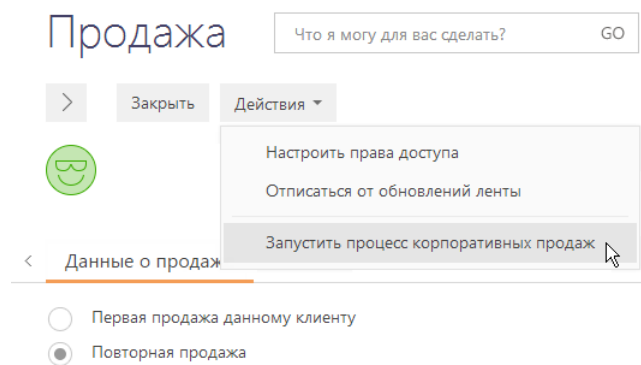 Продажа
Что я могу для вас сделать? GO
Закрыть Действия
Настроить права доступа
Отписаться от обновлений ленты
Запустить процесс корпоративных продаж
Данные о продаж
Первая продажа данному клиенту
Повторная продажа